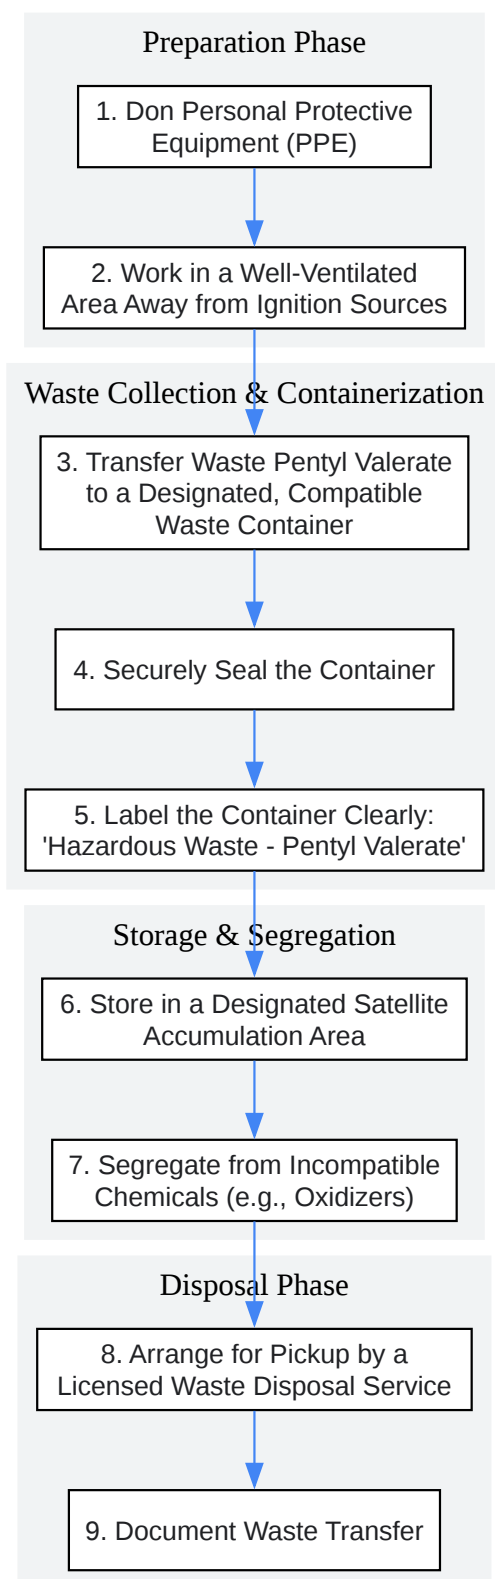 Preparation Phase
1. Don Personal Protective
Equipment (PPE)
2. Work in a Well-Ventilated
Area Away from Ignition Sources
Waste Collection & Containerization
3. Transfer Waste Pentyl Valerate
to a Designated, Compatible
Waste Container
4. Securely Seal the Container
5. Label the Container Clearly:
'Hazardous Waste - Pentyl Valerate'
Storage & Segregation
6. Store in a Designated Satellite
Accumulation Area
7. Segregate from Incompatible
Chemicals (e.g., Oxidizers)
Disposal Phase
8. Arrange for Pickup by a
Licensed Waste Disposal Service
9. Document Waste Transfer